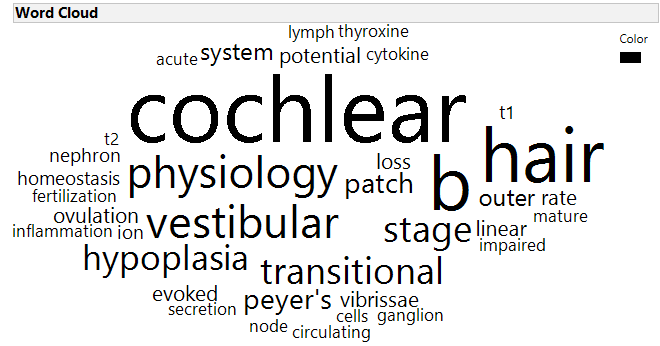 Word Cloud
lymph thyroxine
Color
acute system potential cytokine
cochlear
t1
hair
t2
nephron
loss
homeostasis physiology patch b
fertilization
outer rate
ovulation
mature
inflammation ion vestibular stage linear
impaired
hypoplasia transitional
evoked peyer's vibrissae
secretion
cells ganglion
node circulating